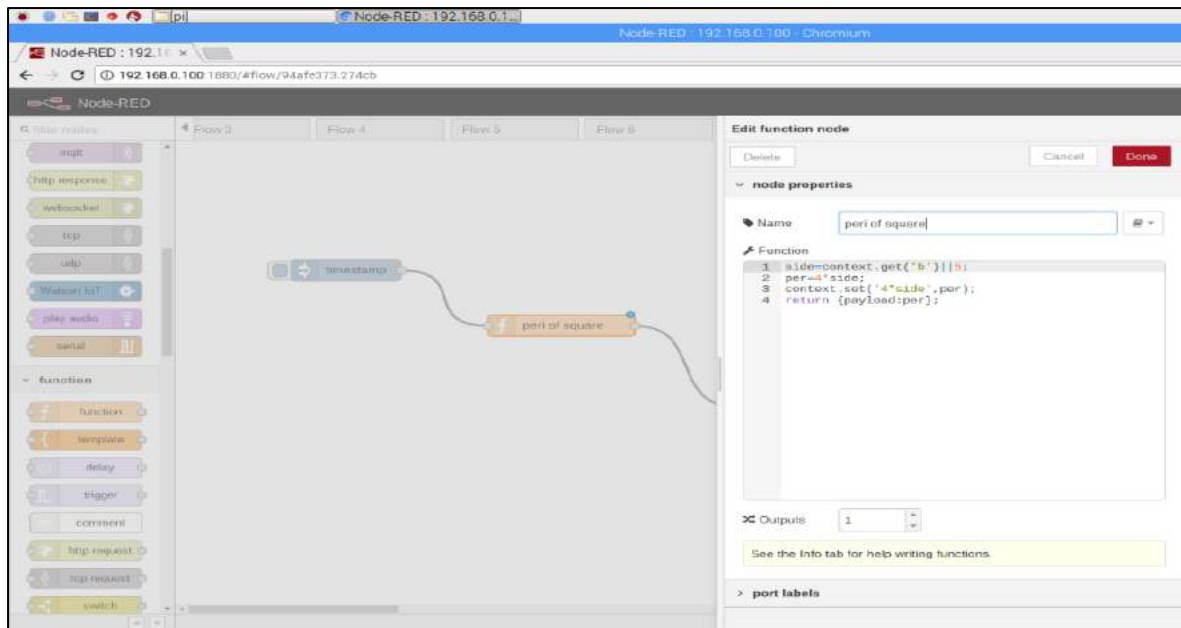 pi
Node-RED : 192.168.0.1...
Node-RED : 192.168.0.100 - Chromium
Node-RED : 192.16
192.168.0.100:1880/#flow/94afe373.274cb
Node-RED
filter nodes
Flow 3
Flow 4
Flow 5
Flow 6
mqtt
http response
websocket
tcp
udp
Watson IoT
play audio
serial
function
function
template
delay
trigger
comment
http request
tcp request
switch
timestamp
peri of square
Edit function node
Delete
Cancel
Done
node properties
Name
peri of square
Function
1 side=context.get('b')||5;
2 per=4*side;
3 context.set('4*side',per);
4 return {payload:per};
Outputs
1
See the Info tab for help writing functions.
port labels